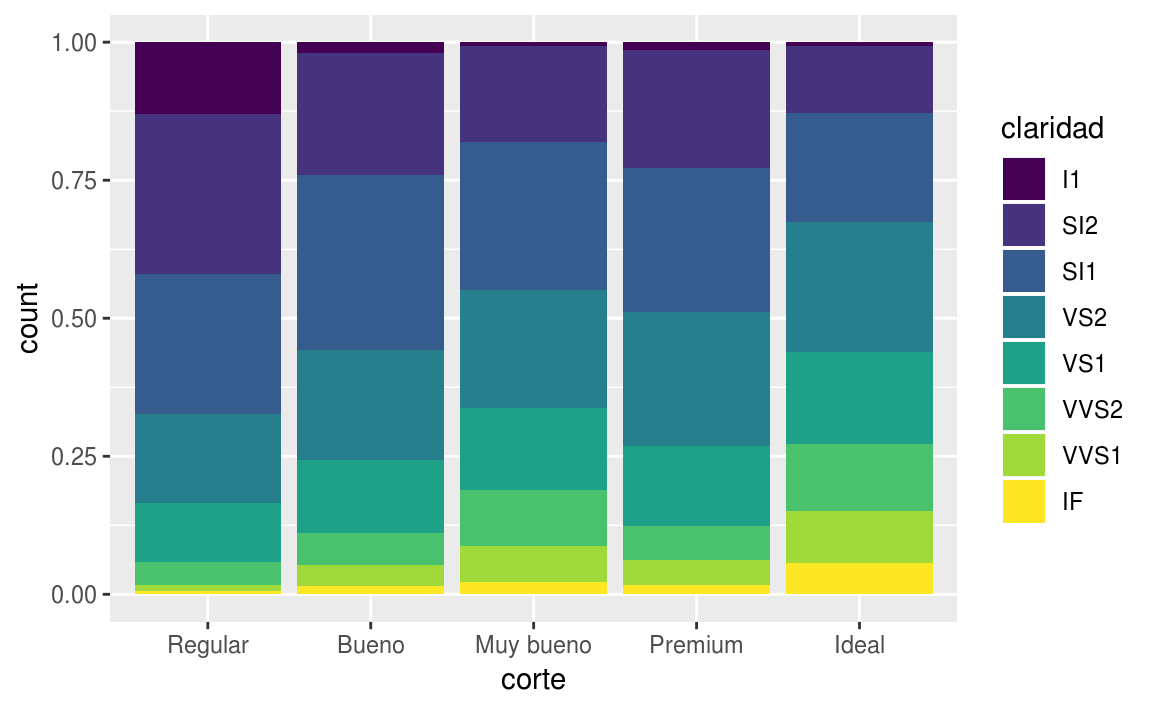 1.00
0.75
0.50
0.25
0.00
count
Regular Bueno Muy bueno Premium Ideal
corte
claridad
I1
SI2
SI1
VS2
VS1
VVS2
VVS1
IF